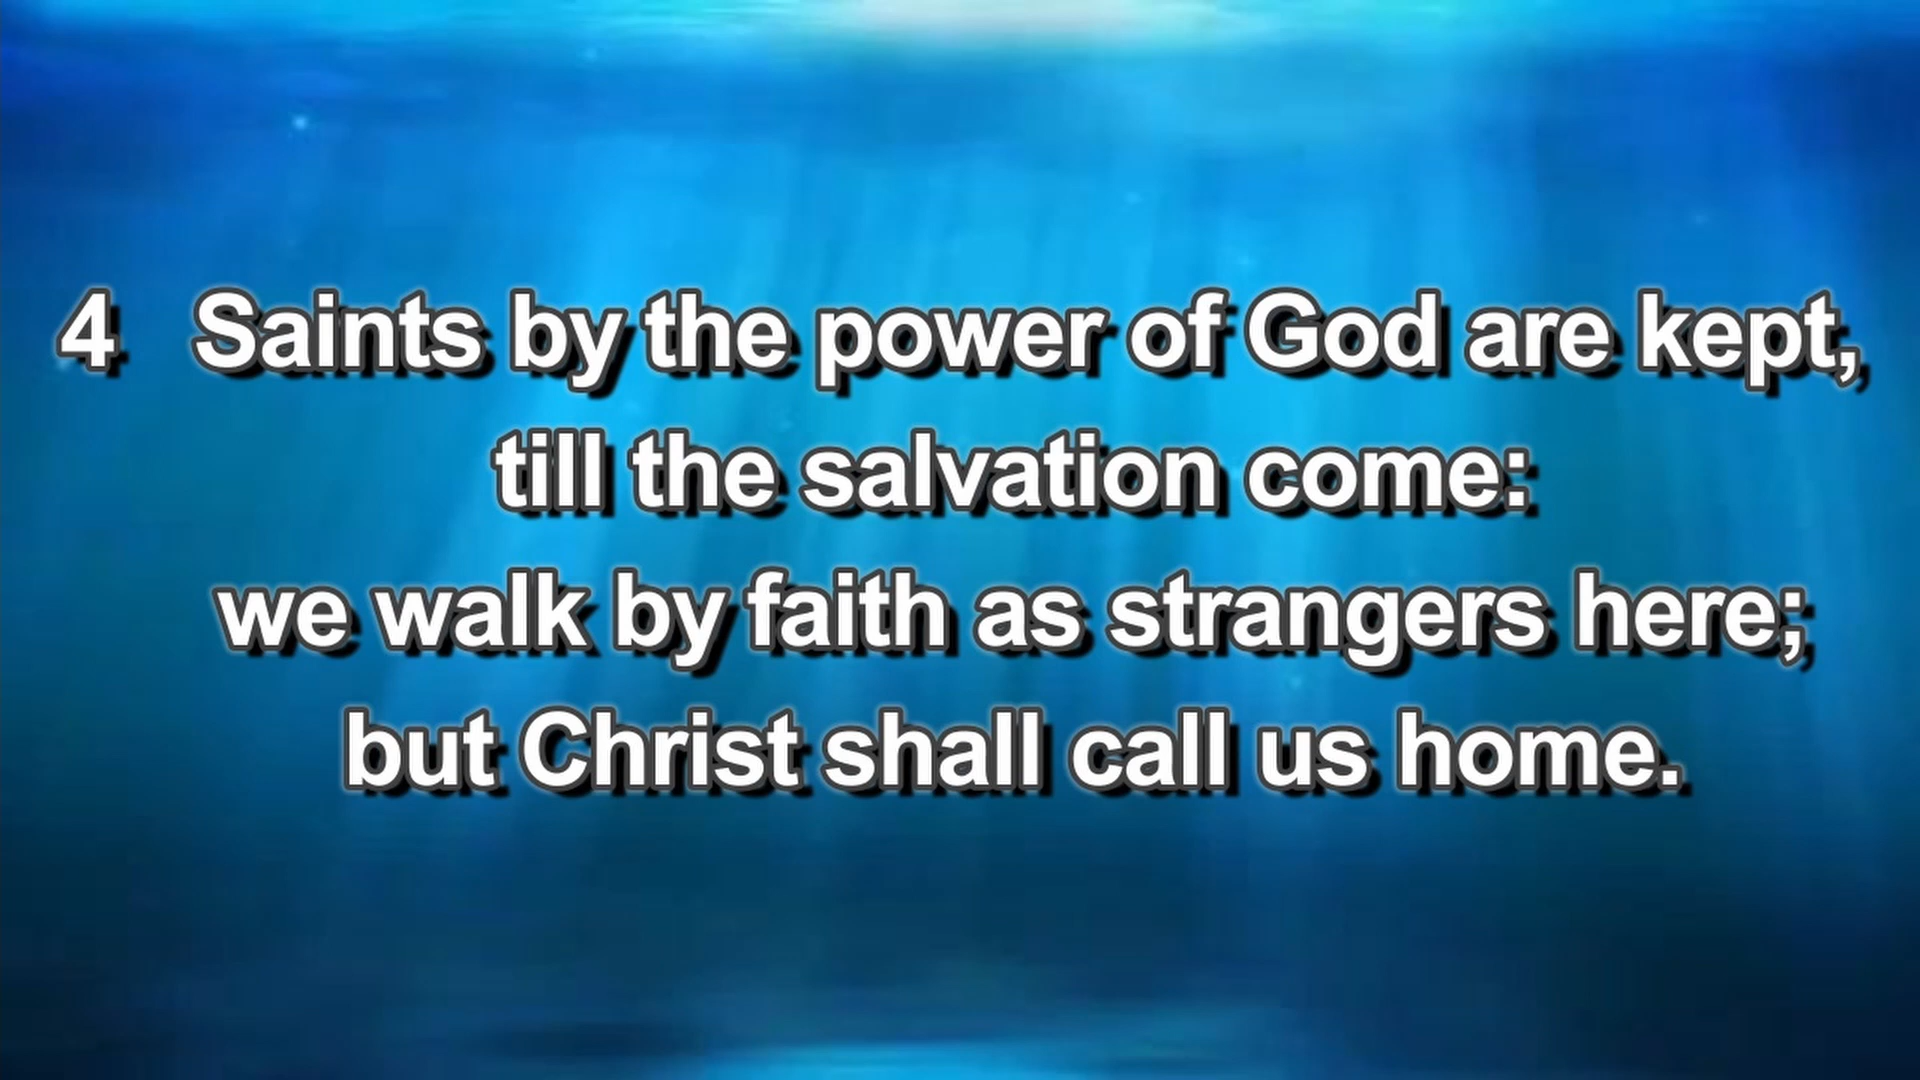 4 Saints by the power of God are kept,
till the salvation come:
we walk by faith as strangers here;
but Christ shall call us home.